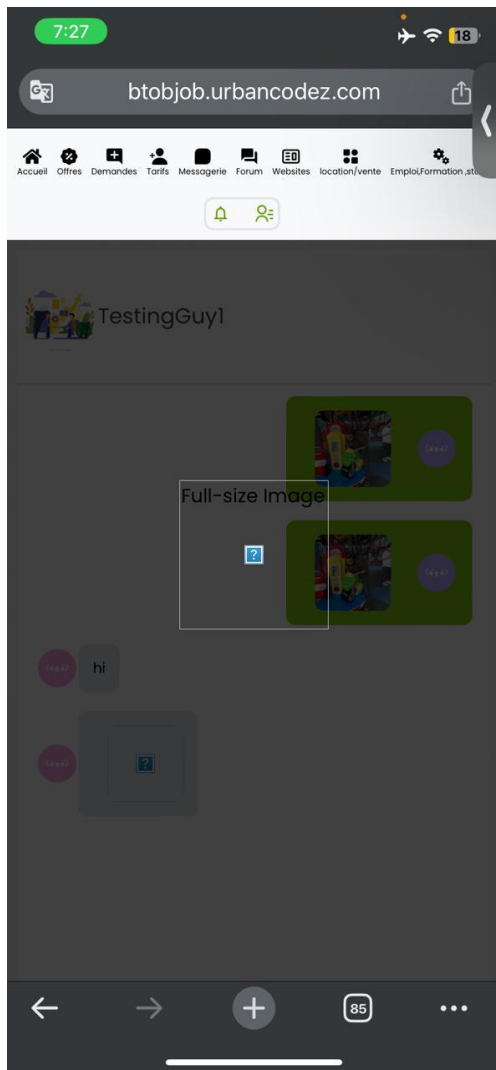 7:27
18
btobjob.urbancodez.com
Accueil Offres Demandes Tarifs Messagerie Forum Websites location/vente Emploi,Formation ,st
TestingGuy1
Full-size Image
hi
85